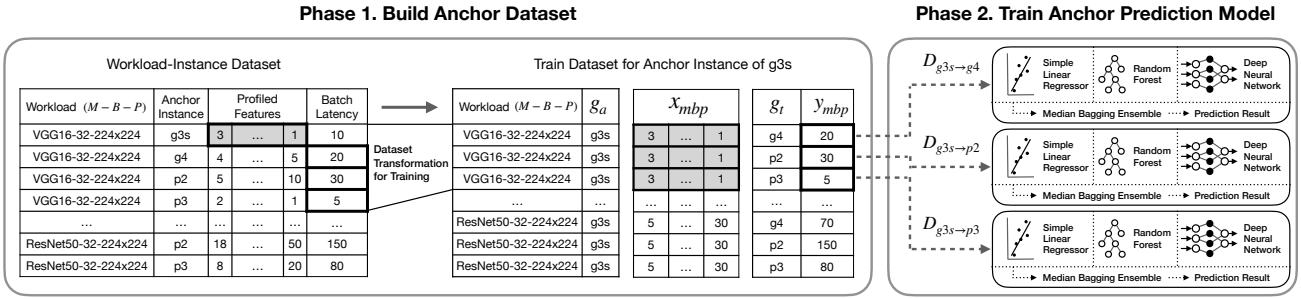 Phase 1. Build Anchor Dataset
Workload-Instance Dataset
Workload (M − B − P) Anchor Instance Profiled Features Batch Latency
VGG16-32-224x224 g3s 3 ... 1 10
VGG16-32-224x224 g4 4 ... 5 20
VGG16-32-224x224 p2 5 ... 10 30
VGG16-32-224x224 p3 2 ... 1 5
... ... ... ...
ResNet50-32-224x224 p2 18 ... 50 150
ResNet50-32-224x224 p3 8 ... 20 80
Dataset
Transformation
for Training
Train Dataset for Anchor Instance of g3s
Workload (M − B − P) g_a x_mbp g_t y_mbp
VGG16-32-224x224 g3s 3 ... 1 g4 20
VGG16-32-224x224 g3s 3 ... 1 p2 30
VGG16-32-224x224 g3s 3 ... 1 p3 5
... ... ... ... ...
ResNet50-32-224x224 g3s 5 ... 30 g4 70
ResNet50-32-224x224 g3s 5 ... 30 p2 150
ResNet50-32-224x224 g3s 5 ... 30 p3 80
Phase 2. Train Anchor Prediction Model
D_g3s→g4
Simple Linear Regressor
Random Forest
Deep Neural Network
Median Bagging Ensemble Prediction Result
D_g3s→p2
Simple Linear Regressor
Random Forest
Deep Neural Network
Median Bagging Ensemble Prediction Result
D_g3s→p3
Simple Linear Regressor
Random Forest
Deep Neural Network
Median Bagging Ensemble Prediction Result